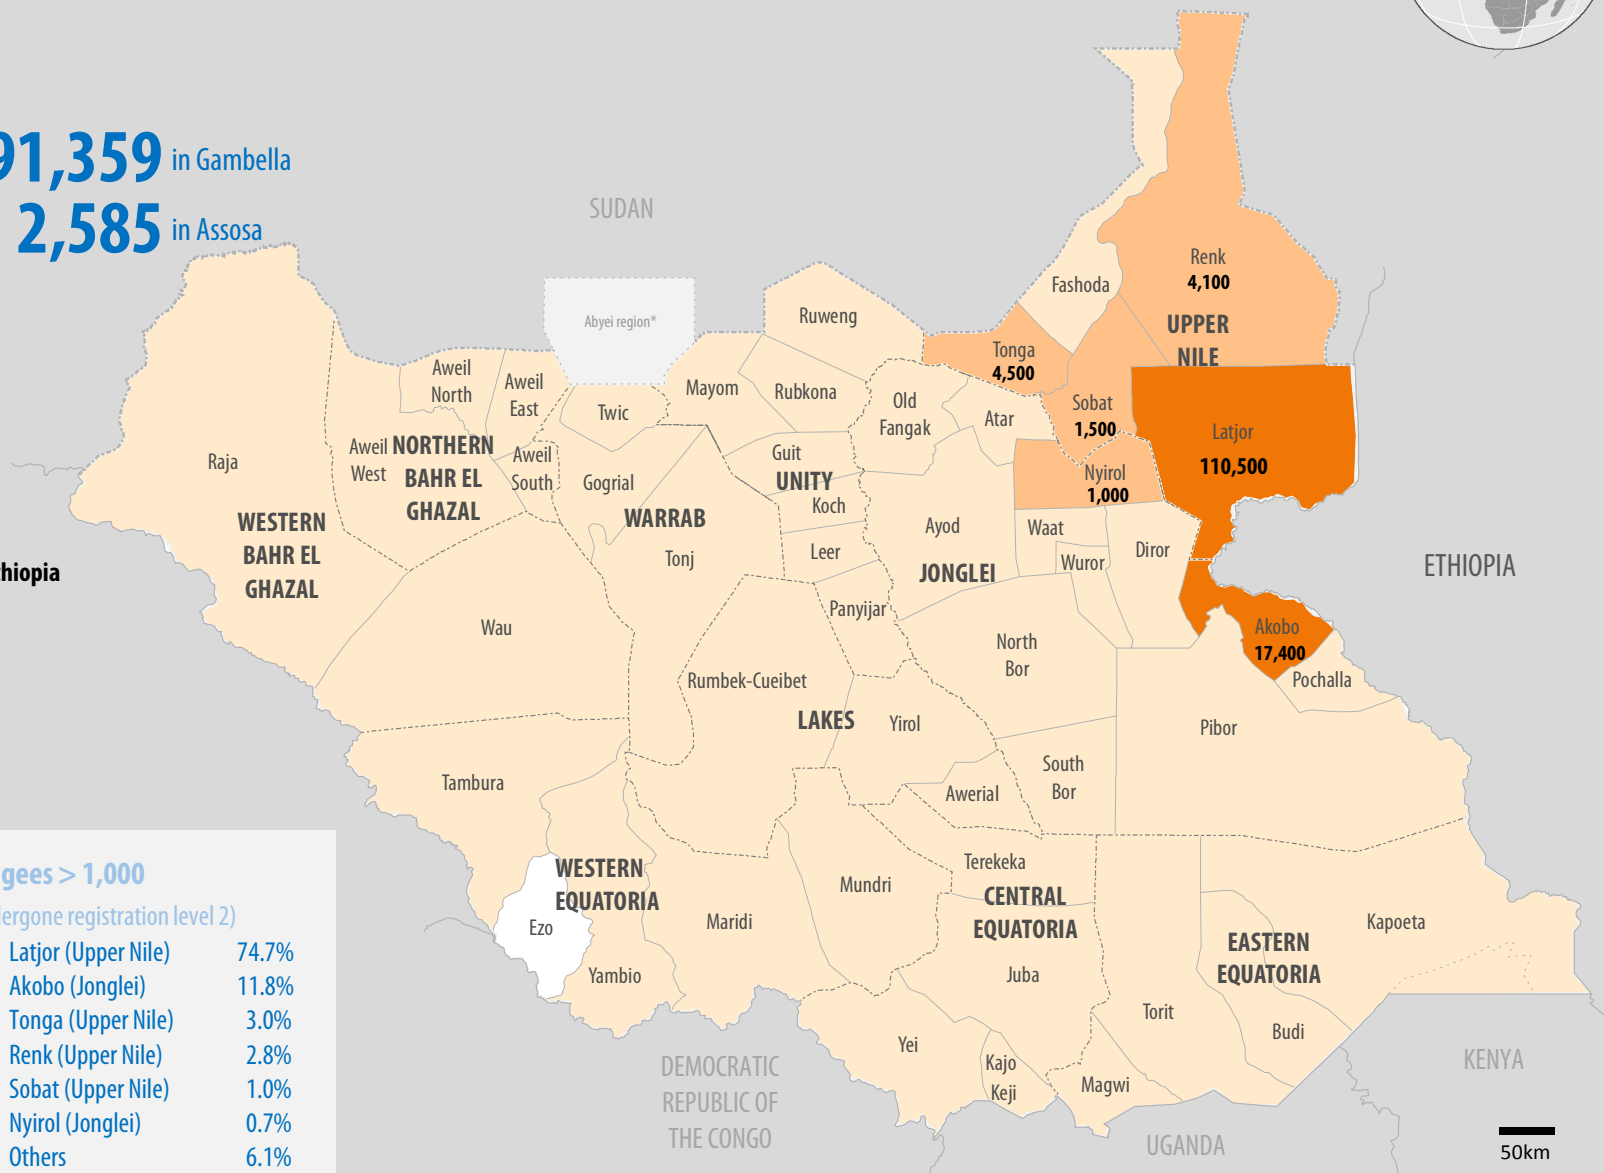 91,359 in Gambella
2,585 in Assosa
SUDAN
Renk
4,100
Fashoda
UPPER
NILE
Ruweng
Abyei region*
Tonga
4,500
Aweil
North
Aweil
East
Mayom
Rubkona
Twic
Old
Fangak
Atar
Sobat
1,500
Latjor
110,500
Raja
Aweil
West
NORTHERN
BAHR EL
GHAZAL
Aweil
South
Gogrial
Guit
UNITY
Koch
Nyirol
1,000
WESTERN
BAHR EL
GHAZAL
WARRAB
Tonj
Leer
Ayod
JONGLEI
Waat
Wuror
Diror
ETHIOPIA
thiopia
Wau
Panyijar
North
Bor
Akobo
17,400
Pochalla
Rumbek-Cueibet
LAKES
Yirol
Pibor
Tambura
Awerial
South
Bor
WESTERN
EQUATORIA
Ezo
Yambio
Maridi
Mundri
Terekeka
CENTRAL
EQUATORIA
Juba
EASTERN
EQUATORIA
Kapoeta
Torit
Budi
Yei
Kajo
Keji
Magwi
DEMOCRATIC
REPUBLIC OF
THE CONGO
UGANDA
KENYA
50km
gees > 1,000
ergone registration level 2)
Latjor (Upper Nile) 74.7%
Akobo (Jonglei) 11.8%
Tonga (Upper Nile) 3.0%
Renk (Upper Nile) 2.8%
Sobat (Upper Nile) 1.0%
Nyirol (Jonglei) 0.7%
Others 6.1%